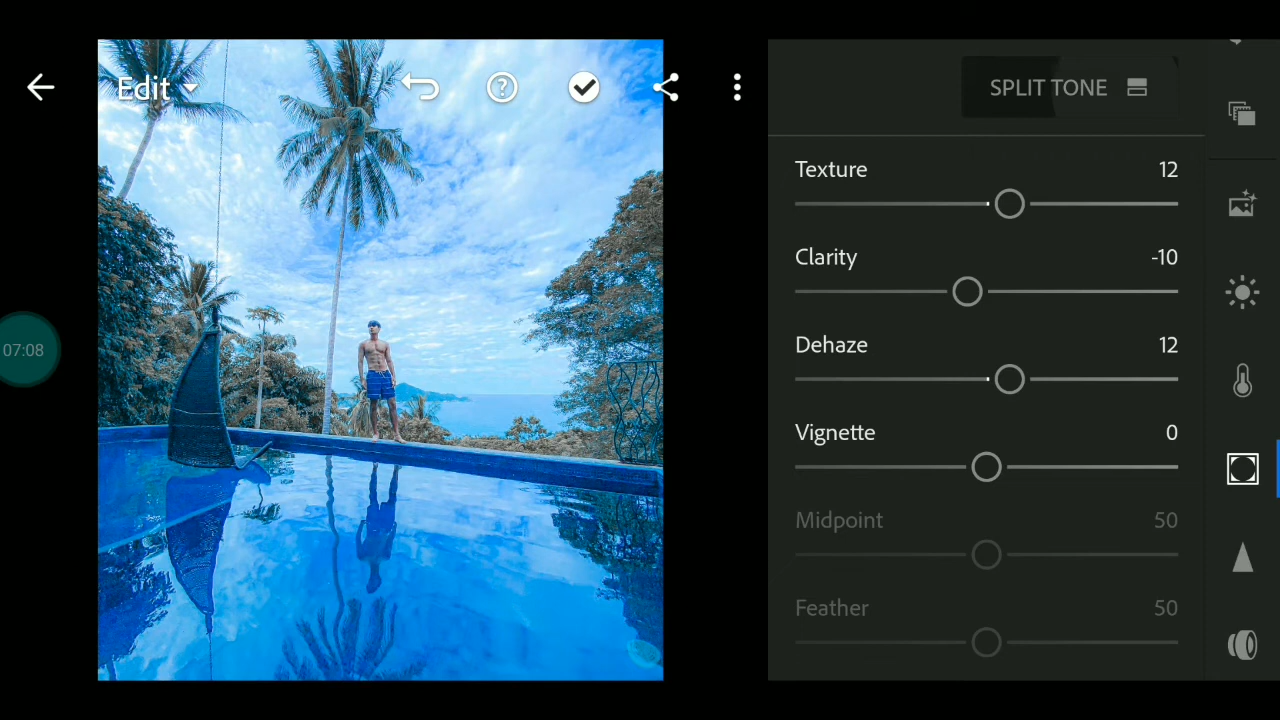 Edit
SPLIT TONE
Texture 12
Clarity -10
07:08
Dehaze 12
Vignette 0
Midpoint 50
Feather 50